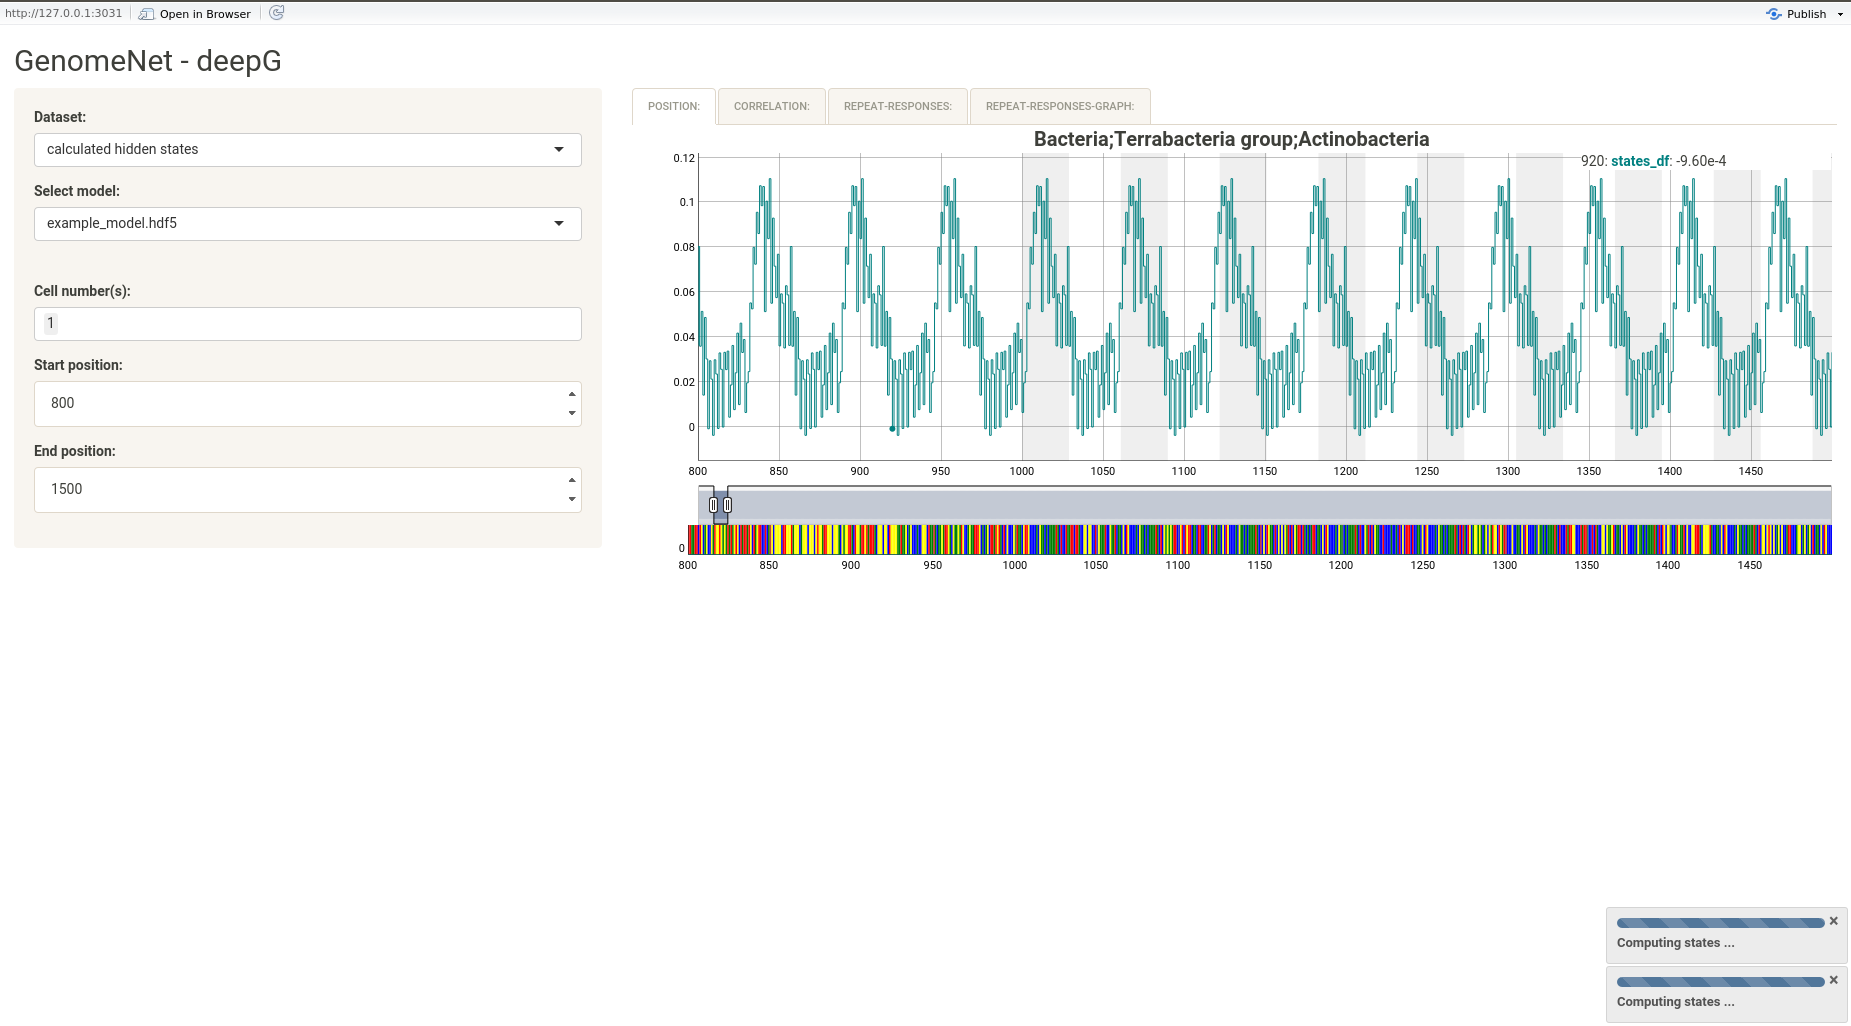 http://127.0.0.1:3031 Open in Browser Publish
GenomeNet - deepG
Dataset:
calculated hidden states
Select model:
example_model.hdf5
Cell number(s):
1
Start position:
800
End position:
1500
POSITION: CORRELATION: REPEAT-RESPONSES: REPEAT-RESPONSES-GRAPH:
Bacteria;Terrabacteria group;Actinobacteria
920: states_df: -9.60e-4
0.12
0.1
0.08
0.06
0.04
0.02
0
800 850 900 950 1000 1050 1100 1150 1200 1250 1300 1350 1400 1450
0
800 850 900 950 1000 1050 1100 1150 1200 1250 1300 1350 1400 1450
Computing states ...
Computing states ...